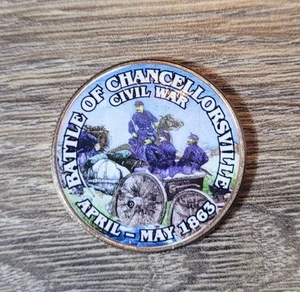 BATTLE OF CHANCELLORSVILLE
CIVIL WAR
APRIL - MAY 1863